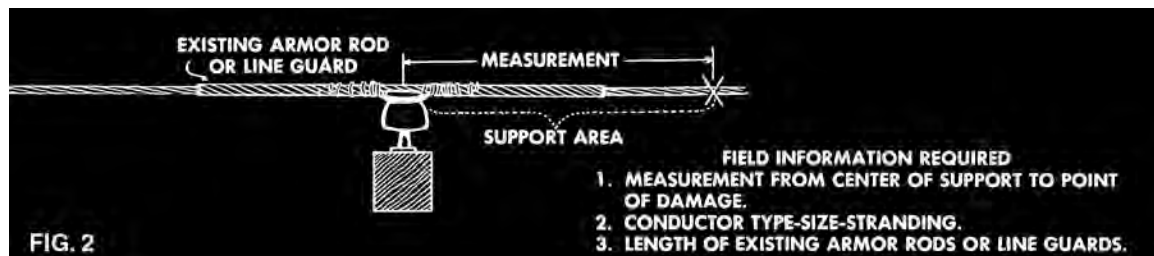 EXISTING ARMOR ROD
OR LINE GUARD
MEASUREMENT
SUPPORT AREA
FIELD INFORMATION REQUIRED
1. MEASUREMENT FROM CENTER OF SUPPORT TO POINT
OF DAMAGE.
2. CONDUCTOR TYPE-SIZE-STRANDING.
3. LENGTH OF EXISTING ARMOR RODS OR LINE GUARDS.
FIG. 2